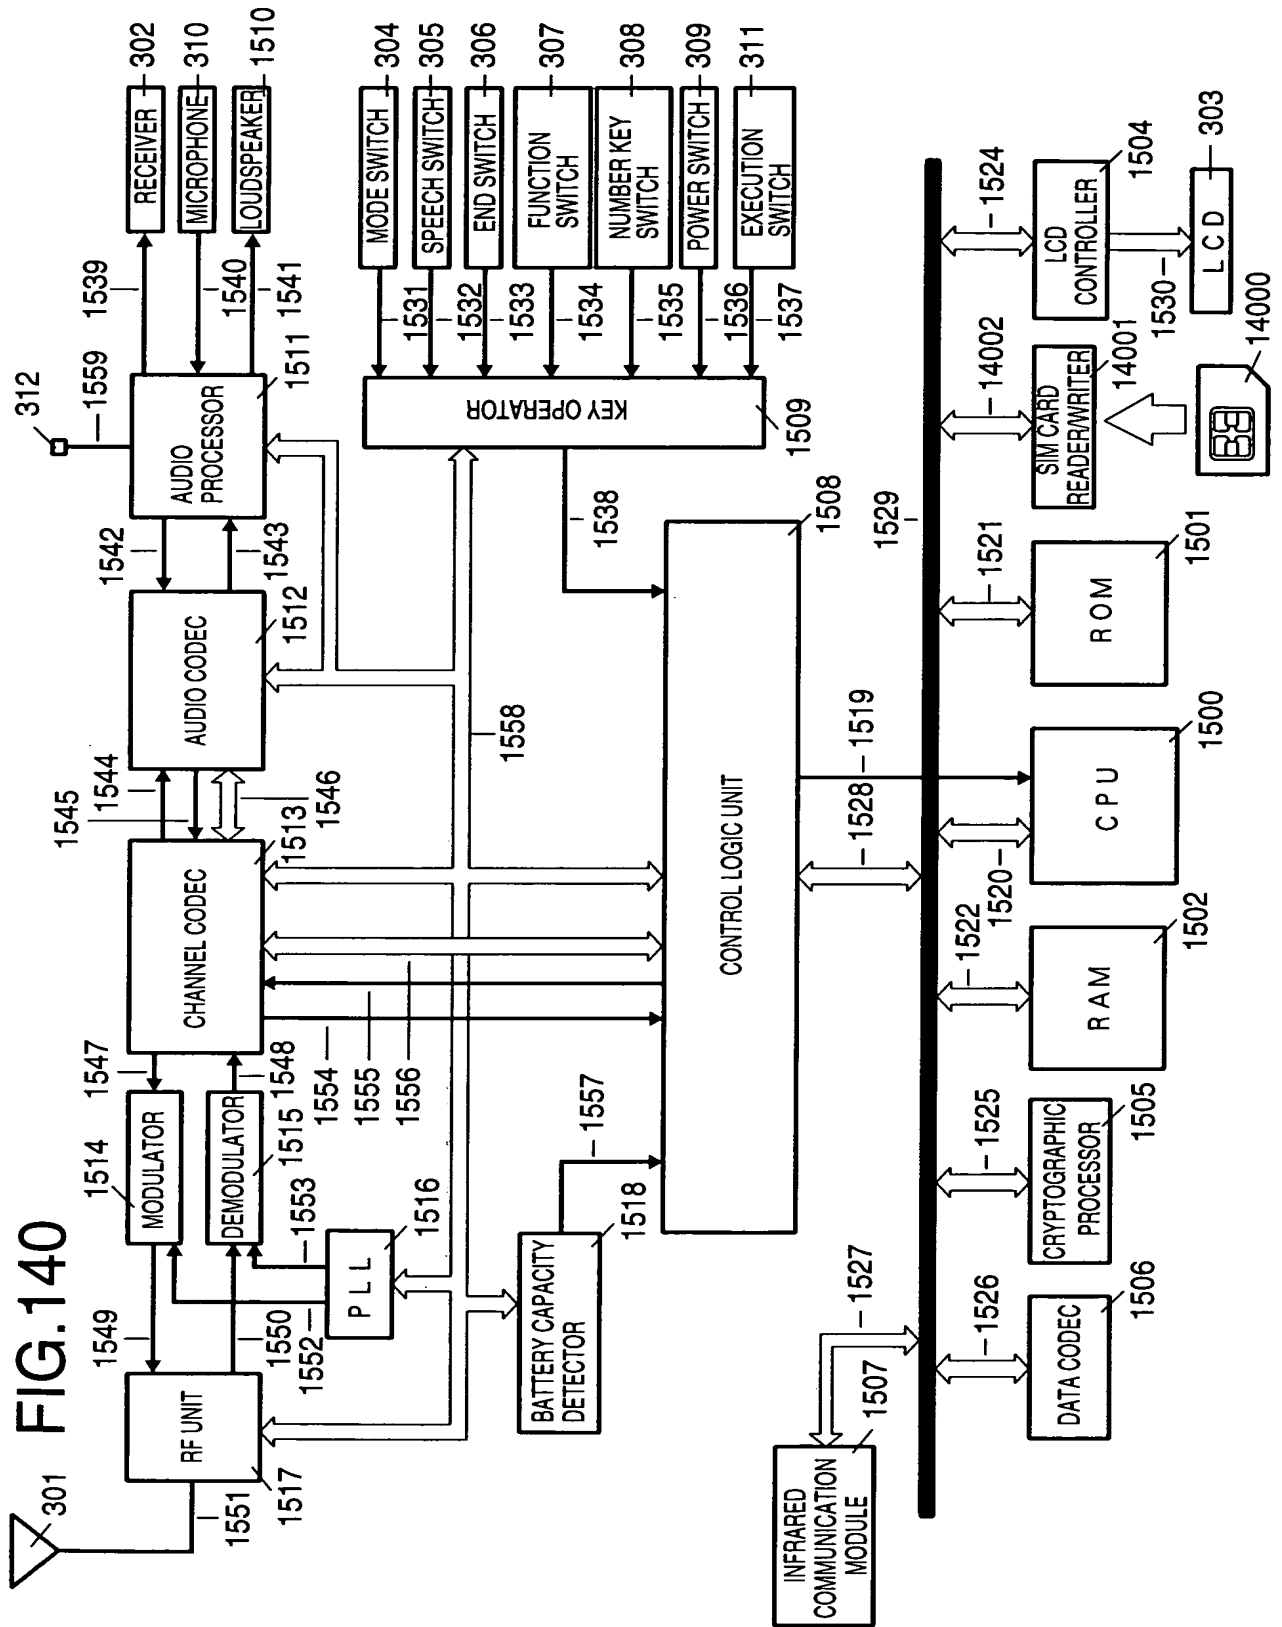 FIG.140
301
1551
RF UNIT
1517
1549
1550
1552
1514
MODULATOR
DEMODULATOR
1515
1553
PLL
1516
1547
1548
1554
1555
1556
CHANNEL CODEC
1513
1545
1544
1546
AUDIO CODEC
1512
1558
1542
1543
AUDIO
PROCESSOR
1511
312
1559
1539
1540
1541
RECEIVER
302
MICROPHONE
310
LOUDSPEAKER
1510
BATTERY CAPACITY
DETECTOR
1518
1557
CONTROL LOGIC UNIT
1508
1538
KEY OPERATOR
1509
1531
1532
1533
1534
1535
1536
1537
MODE SWITCH
304
SPEECH SWITCH
305
END SWITCH
306
FUNCTION
SWITCH
307
NUMBER KEY
SWITCH
308
POWER SWITCH
309
EXECUTION
SWITCH
311
INFRARED
COMMUNICATION
MODULE
1507
1527
1528
1519
1529
1526
DATA CODEC
1506
1525
CRYPTOGRAPHIC
PROCESSOR
1505
1522
RAM
1502
1520
CPU
1500
1521
ROM
1501
14002
SIM CARD
READER/WRITER
14001
14000
1524
LCD
CONTROLLER
1504
1530
LCD
303